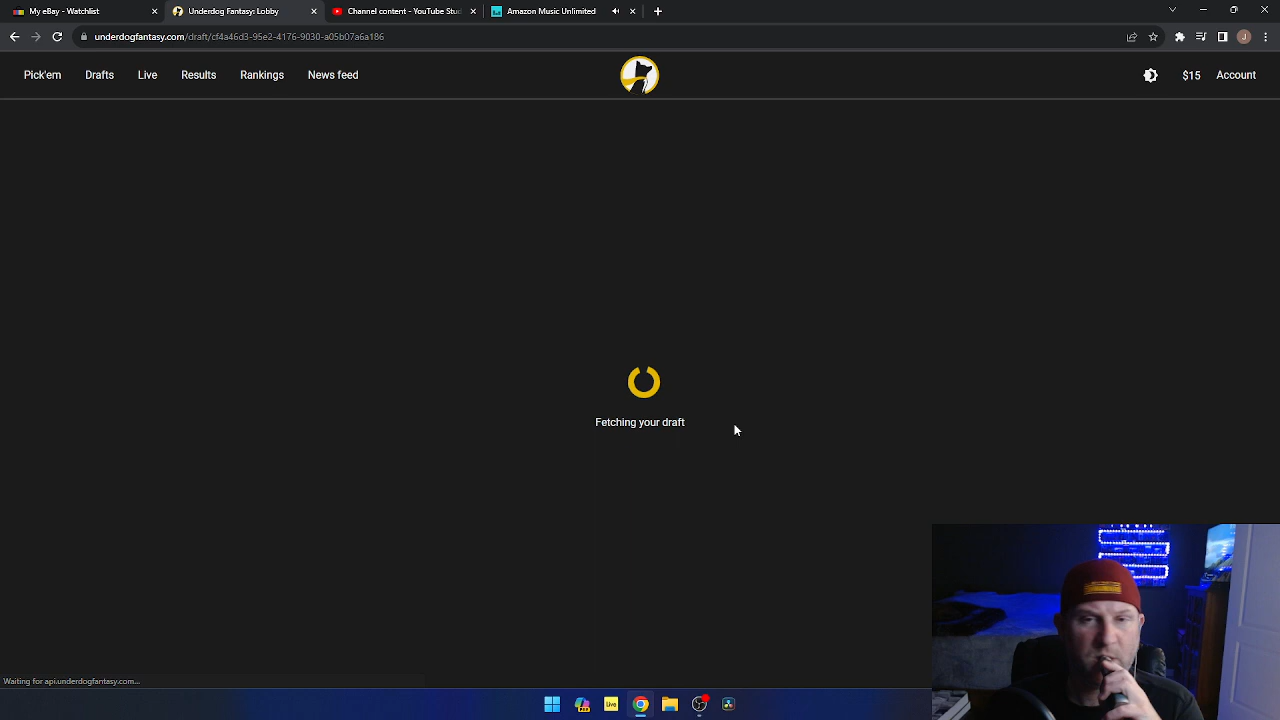 My eBay - Watchlist
Underdog Fantasy: Lobby
Channel content - YouTube Stu
Amazon Music Unlimited
underdogfantasy.com/draft/cf4a46d3-95e2-4176-9030-a05b07a6a186
J
Pick'em Drafts Live Results Rankings News feed $15 Account
Fetching your draft
Waiting for api.underdogfantasy.com...
Live